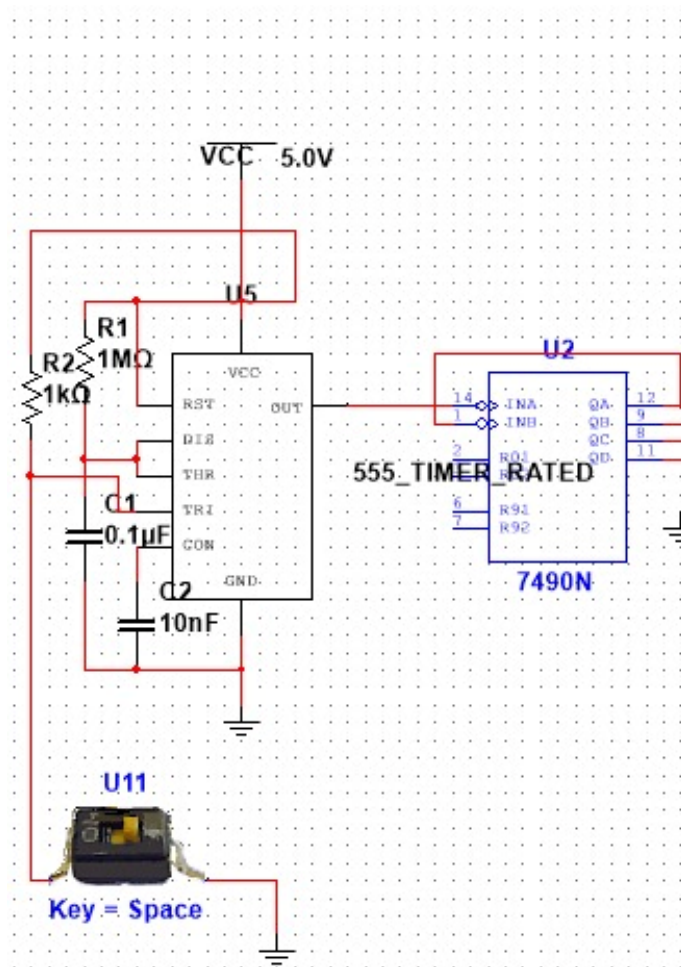 VCC 5.0V
U5
R1
1MΩ
R2
1kΩ
VCC
RST
OUT
DIS
THR
TRI
CON
GND
C1
0.1µF
C2
10nF
U2
14 INA QA 12
1 INB QB 9
QC 8
2 R01 QD 11
555_TIMER_RATED
6 R91
7 R92
7490N
U11
ON
Key = Space